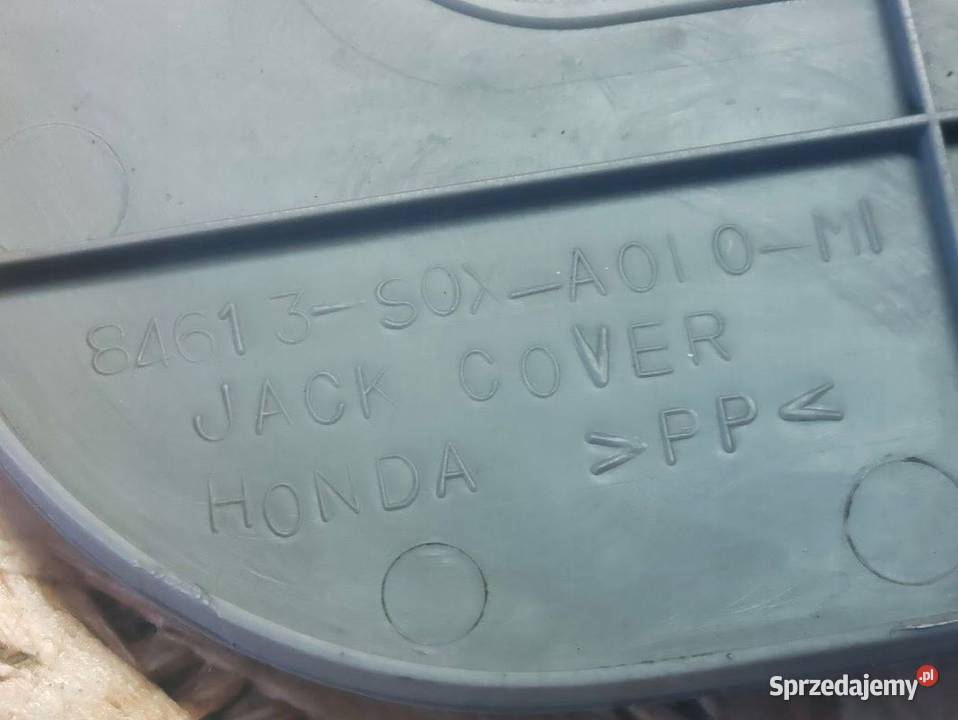 84613-S0X-A010-M1
JACK COVER
HONDA >PP<
Sprzedajemy.pl